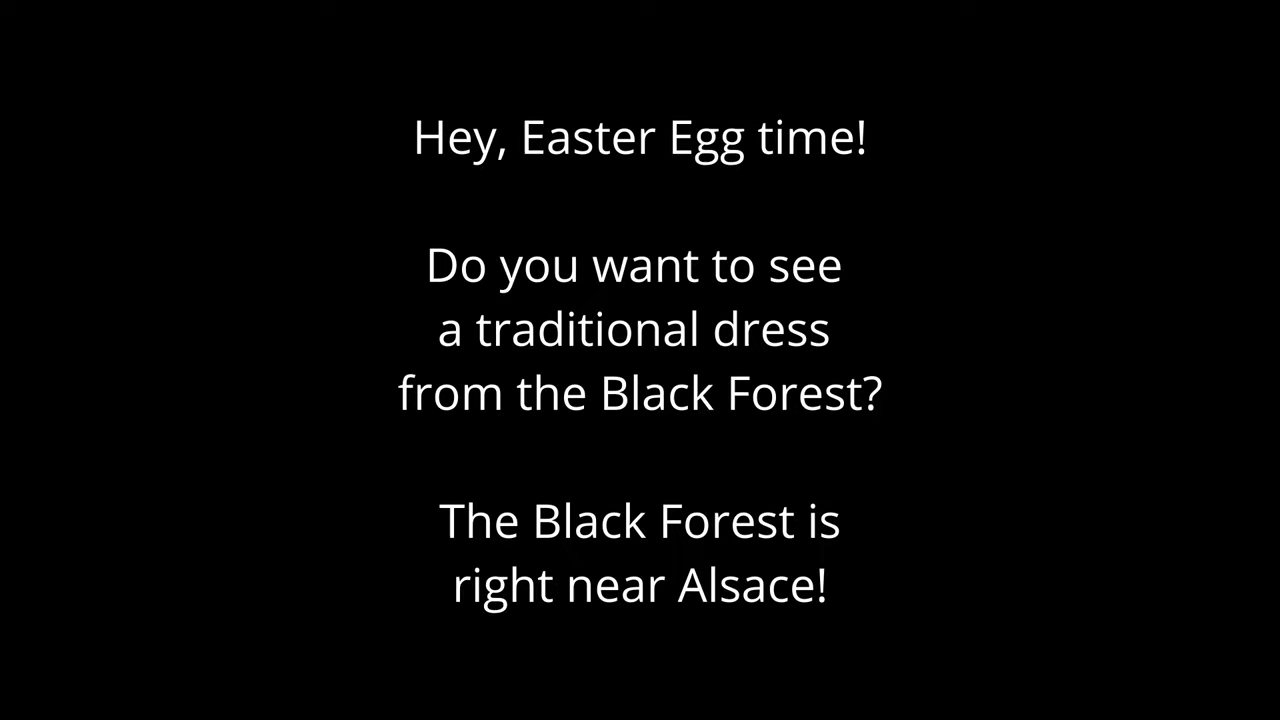 Hey, Easter Egg time!
Do you want to see
a traditional dress
from the Black Forest?
The Black Forest is
right near Alsace!